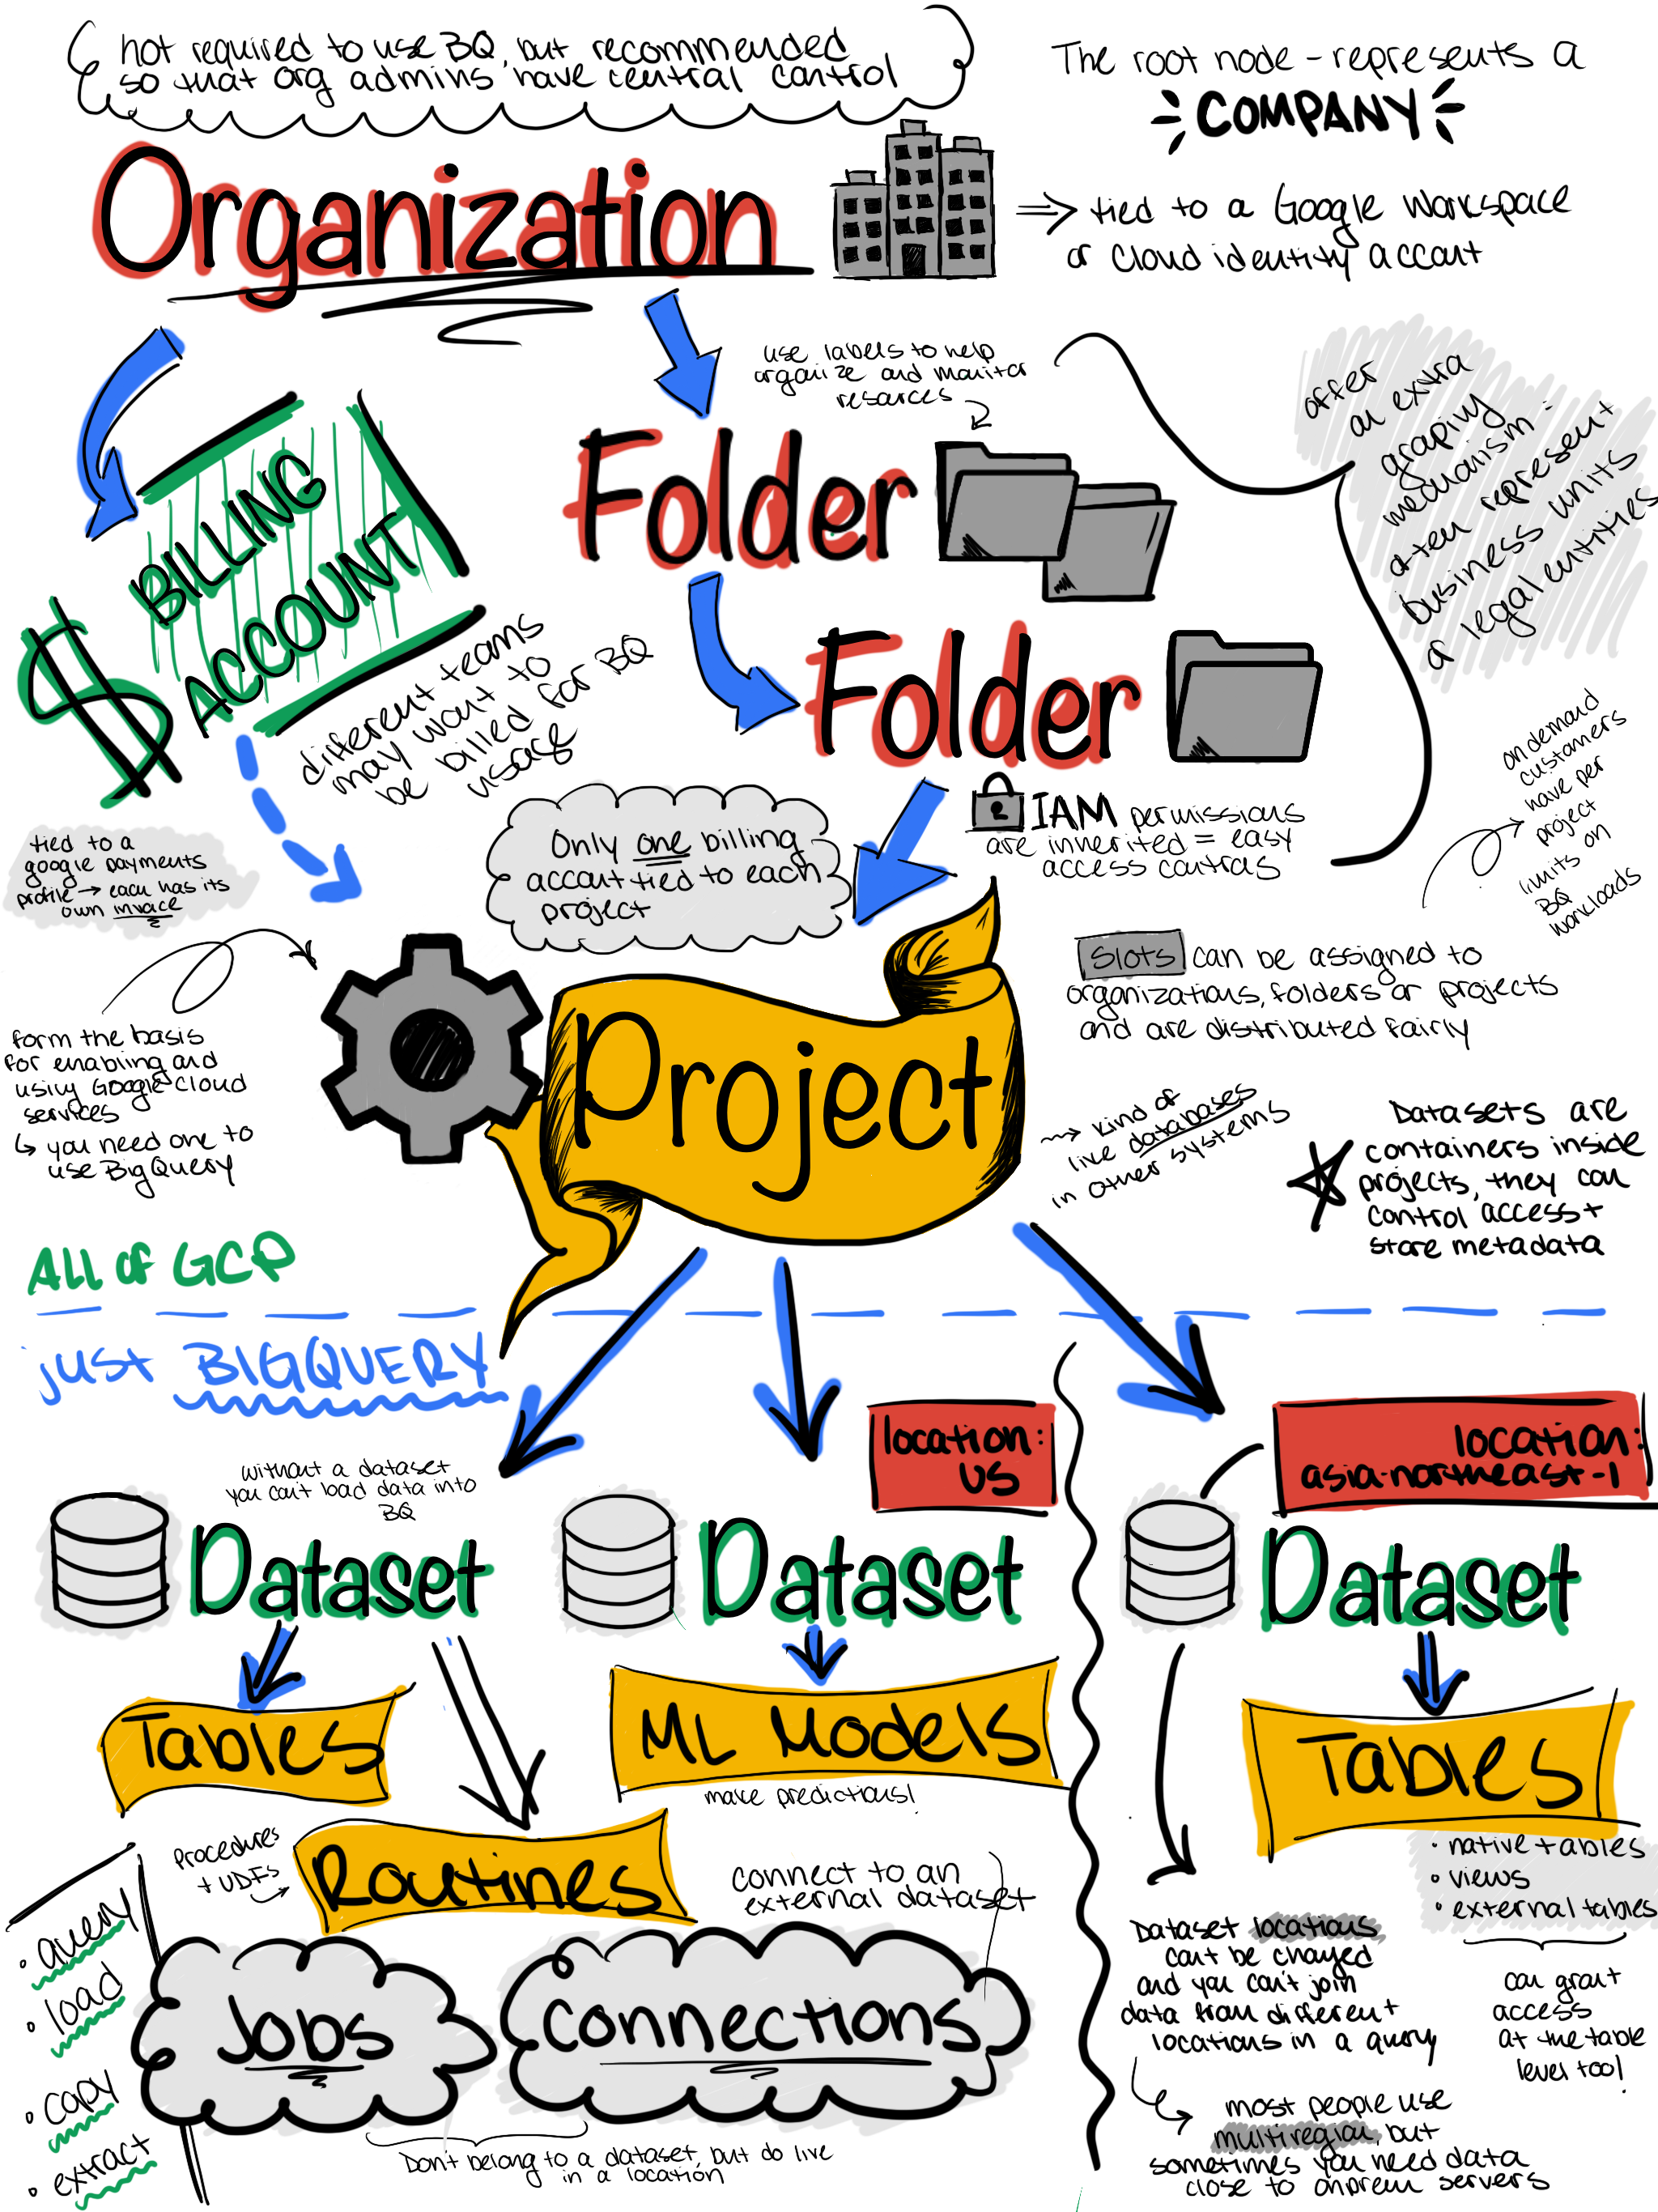 not required to use BQ, but recommended
so that org admins have central control
The root node - represents a
COMPANY
Organization
⇒ tied to a Google Workspace
or Cloud identity account
use labels to help
organize and monitor
resources
offer
an extra
grouping
mechanism -
often represent
business units
or legal entities
BILLING
ACCOUNT
$
Folder
Folder
different teams
may want to
be billed for BQ
usage
on demand
customers
have per
project
limits on
BQ
workloads
IAM permissions
are inherited = easy
access controls
Only one billing
account tied to each
project
tied to a
google payments
profile → each has its
own invoice
Slots can be assigned to
organizations, folders or projects
and are distributed fairly
form the basis
for enabling and
using Google Cloud
services
↳ you need one to
use BigQuery
Project
kind of
like databases
in other systems
Datasets are
containers inside
projects, they can
control access +
store metadata
ALL of GCP
just BIGQUERY
location:
US
location:
asia-northeast-1
without a dataset
you can't load data into
BQ
Dataset
Dataset
Dataset
Tables
ML Models
make predictions!
Tables
• native tables
• views
• external tables
can grant
access
at the table
level too!
Procedures
+ UDFs
Routines
connect to an
external dataset
• query
• load
• copy
• extract
Jobs
Connections
Don't belong to a dataset, but do live
in a location
Dataset locations
can't be changed
and you can't join
data from different
locations in a query
most people use
multiregion, but
sometimes you need data
close to onprem servers